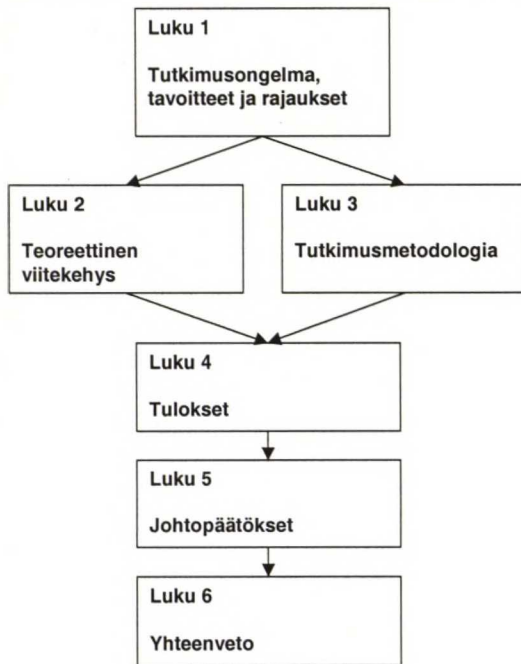 Luku 1
Tutkimusongelma,
tavoitteet ja rajaukset
Luku 2
Teoreettinen
viitekehys
Luku 3
Tutkimusmetodologia
Luku 4
Tulokset
Luku 5
Johtopäätökset
Luku 6
Yhteenveto